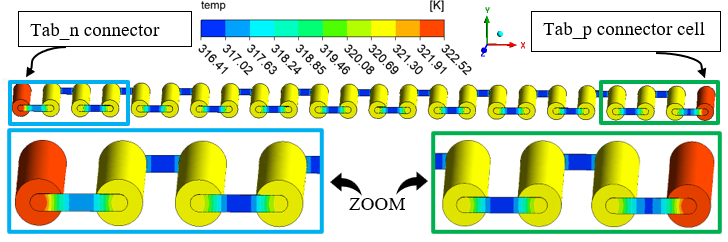 temp
[K]
Tab_n connector
Tab_p connector cell
Y
X
Z
316.41
317.02
317.63
318.24
318.85
319.46
320.08
320.69
321.30
321.91
322.52
ZOOM